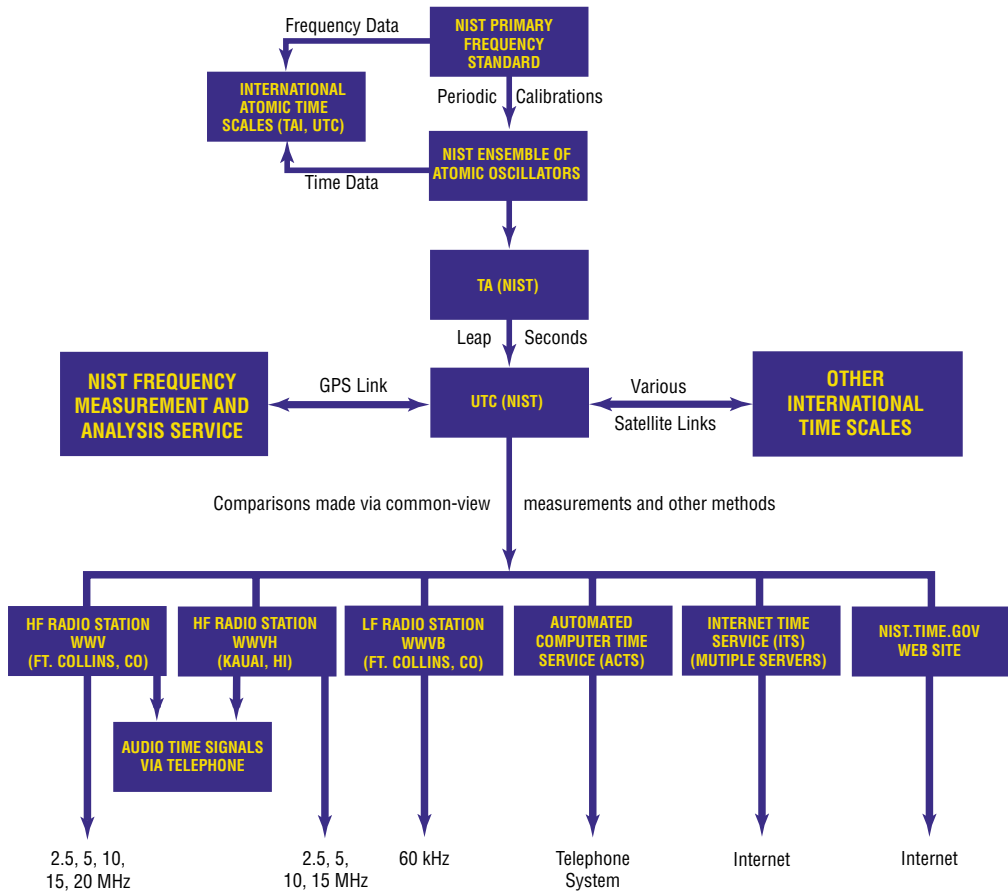 Frequency Data
NIST PRIMARY
FREQUENCY
STANDARD
INTERNATIONAL
ATOMIC TIME
SCALES (TAI, UTC)
Periodic Calibrations
NIST ENSEMBLE OF
ATOMIC OSCILLATORS
Time Data
TA (NIST)
Leap Seconds
NIST FREQUENCY
MEASUREMENT AND
ANALYSIS SERVICE
GPS Link
UTC (NIST)
Various
Satellite Links
OTHER
INTERNATIONAL
TIME SCALES
Comparisons made via common-view measurements and other methods
HF RADIO STATION
WWV
(FT. COLLINS, CO)
HF RADIO STATION
WWVH
(KAUAI, HI)
LF RADIO STATION
WWVB
(FT. COLLINS, CO)
AUTOMATED
COMPUTER TIME
SERVICE (ACTS)
INTERNET TIME
SERVICE (ITS)
(MUTIPLE SERVERS)
NIST.TIME.GOV
WEB SITE
AUDIO TIME SIGNALS
VIA TELEPHONE
2.5, 5, 10,
15, 20 MHz
2.5, 5,
10, 15 MHz
60 kHz
Telephone
System
Internet
Internet